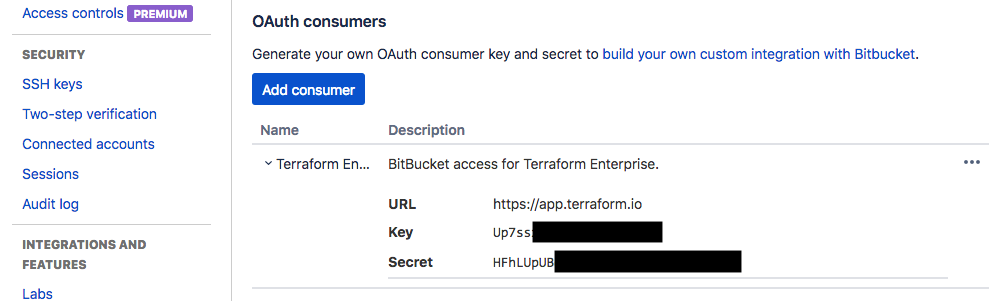 Access controls PREMIUM
SECURITY
SSH keys
Two-step verification
Connected accounts
Sessions
Audit log
INTEGRATIONS AND
FEATURES
Labs
OAuth consumers
Generate your own OAuth consumer key and secret to build your own custom integration with Bitbucket.
Add consumer
Name Description
Terraform En... BitBucket access for Terraform Enterprise.
URL https://app.terraform.io
Key Up7ss
Secret HFhLUpUB